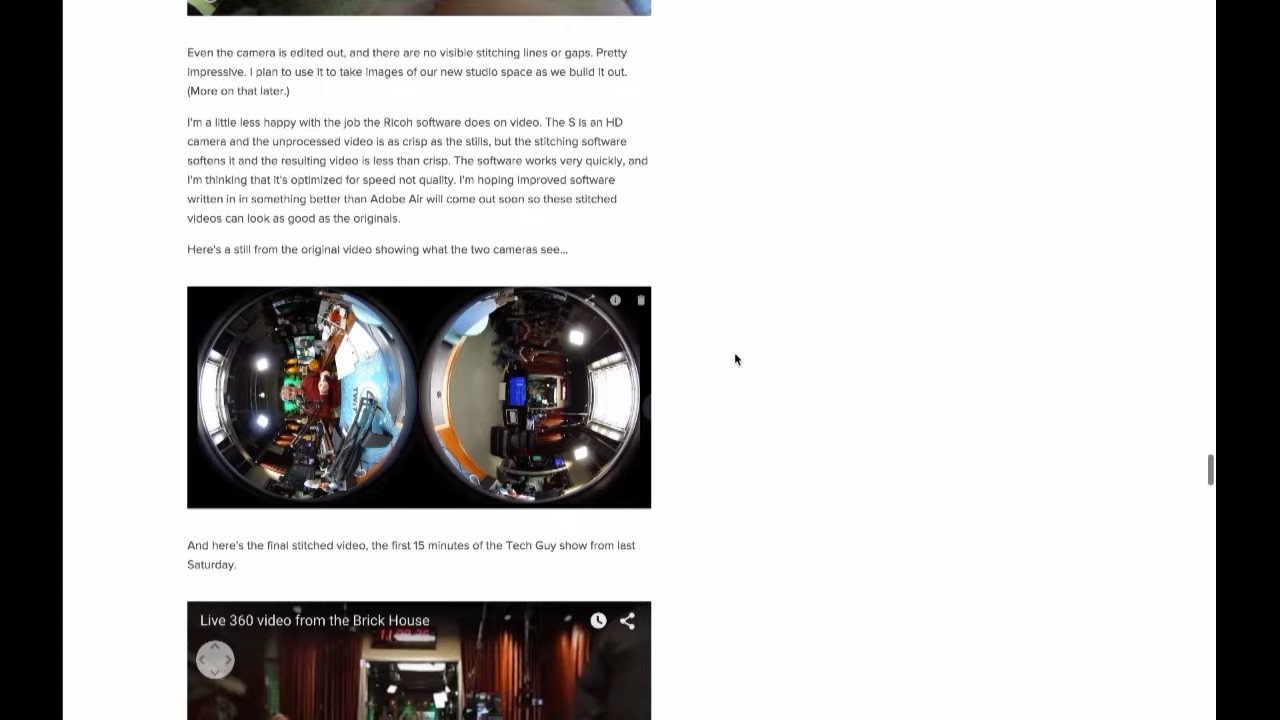 Even the camera is edited out, and there are no visible stitching lines or gaps. Pretty
impressive. I plan to use it to take images of our new studio space as we build it out.
(More on that later.)
I'm a little less happy with the job the Ricoh software does on video. The S is an HD
camera and the unprocessed video is as crisp as the stills, but the stitching software
softens it and the resulting video is less than crisp. The software works very quickly, and
I'm thinking that it's optimized for speed not quality. I'm hoping improved software
written in in something better than Adobe Air will come out soon so these stitched
videos can look as good as the originals.
Here's a still from the original video showing what the two cameras see...
And here's the final stitched video, the first 15 minutes of the Tech Guy show from last
Saturday.
Live 360 video from the Brick House